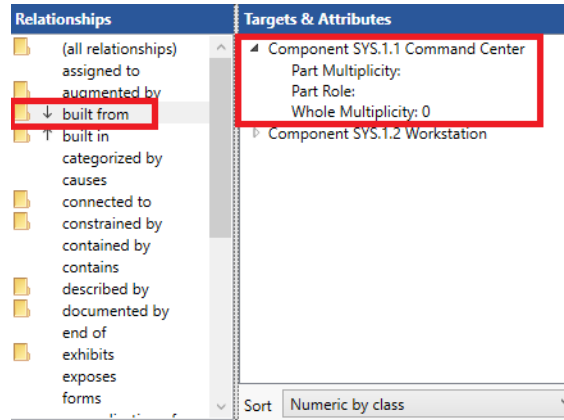 Relationships
(all relationships)
assigned to
augmented by
built from
built in
categorized by
causes
connected to
constrained by
contained by
contains
described by
documented by
end of
exhibits
exposes
forms
Targets & Attributes
Component SYS.1.1 Command Center
Part Multiplicity:
Part Role:
Whole Multiplicity: 0
Component SYS.1.2 Workstation
Sort Numeric by class